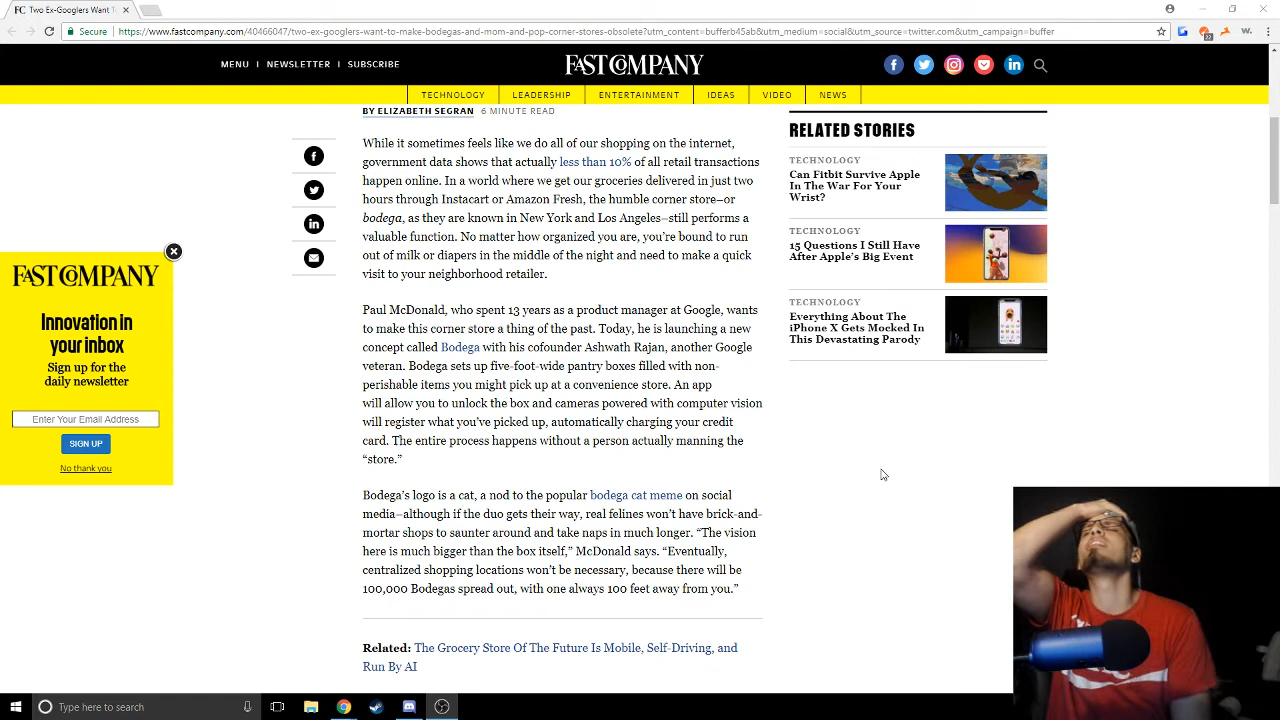 FC Two Ex-Googlers Want To
Secure https://www.fastcompany.com/40466047/two-ex-googlers-want-to-make-bodegas-and-mom-and-pop-corner-stores-obsolete?utm_content=bufferb45ab&utm_medium=social&utm_source=twitter.com&utm_campaign=buffer
22
W.
MENU | NEWSLETTER | SUBSCRIBE
FAST COMPANY
TECHNOLOGY LEADERSHIP ENTERTAINMENT IDEAS VIDEO NEWS
BY ELIZABETH SEGRAN 6 MINUTE READ
While it sometimes feels like we do all of our shopping on the internet,
government data shows that actually less than 10% of all retail transactions
happen online. In a world where we get our groceries delivered in just two
hours through Instacart or Amazon Fresh, the humble corner store–or
bodega, as they are known in New York and Los Angeles–still performs a
valuable function. No matter how organized you are, you're bound to run
out of milk or diapers in the middle of the night and need to make a quick
visit to your neighborhood retailer.
Paul McDonald, who spent 13 years as a product manager at Google, wants
to make this corner store a thing of the past. Today, he is launching a new
concept called Bodega with his cofounder Ashwath Rajan, another Google
veteran. Bodega sets up five-foot-wide pantry boxes filled with non-
perishable items you might pick up at a convenience store. An app
will allow you to unlock the box and cameras powered with computer vision
will register what you've picked up, automatically charging your credit
card. The entire process happens without a person actually manning the
“store.”
Bodega's logo is a cat, a nod to the popular bodega cat meme on social
media–although if the duo gets their way, real felines won't have brick-and-
mortar shops to saunter around and take naps in much longer. “The vision
here is much bigger than the box itself,” McDonald says. “Eventually,
centralized shopping locations won't be necessary, because there will be
100,000 Bodegas spread out, with one always 100 feet away from you.”
Related: The Grocery Store Of The Future Is Mobile, Self-Driving, and
Run By AI
RELATED STORIES
TECHNOLOGY
Can Fitbit Survive Apple
In The War For Your
Wrist?
TECHNOLOGY
15 Questions I Still Have
After Apple's Big Event
TECHNOLOGY
Everything About The
iPhone X Gets Mocked In
This Devastating Parody
FAST COMPANY
Innovation in
your inbox
Sign up for the
daily newsletter
Enter Your Email Address
SIGN UP
No thank you
Type here to search